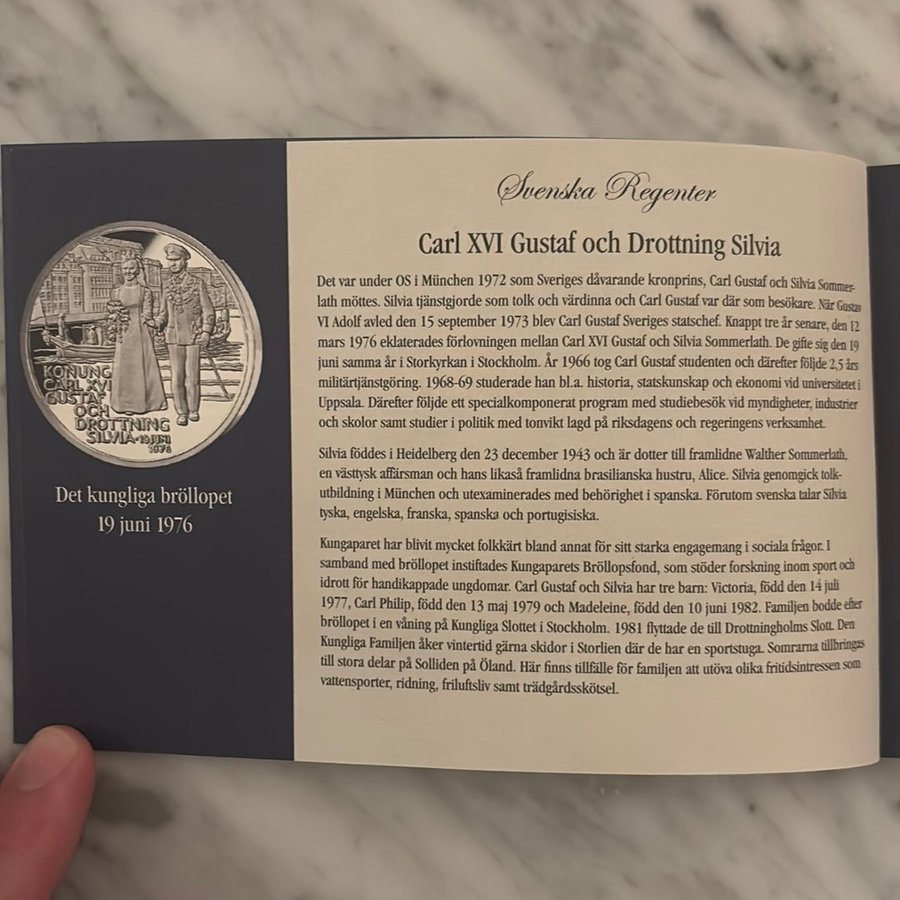 KONUNG
CARL XVI
GUSTAF
OCH
DROTTNING
SILVIA•19 JUNI
1976
Det kungliga bröllopet
19 juni 1976
Svenska Regenter
Carl XVI Gustaf och Drottning Silvia
Det var under OS i München 1972 som Sveriges dåvarande kronprins, Carl Gustaf och Silvia Sommer-
lath möttes. Silvia tjänstgjorde som tolk och värdinna och Carl Gustaf var där som besökare. När Gustav
VI Adolf avled den 15 september 1973 blev Carl Gustaf Sveriges statschef. Knappt tre år senare, den 12
mars 1976 eklaterades förlovningen mellan Carl XVI Gustaf och Silvia Sommerlath. De gifte sig den 19
juni samma år i Storkyrkan i Stockholm. År 1966 tog Carl Gustaf studenten och därefter följde 2,5 års
militärtjänstgöring. 1968-69 studerade han bl.a. historia, statskunskap och ekonomi vid universitetet i
Uppsala. Därefter följde ett specialkomponerat program med studiebesök vid myndigheter, industrier
och skolor samt studier i politik med tonvikt lagd på riksdagens och regeringens verksamhet.
Silvia föddes i Heidelberg den 23 december 1943 och är dotter till framlidne Walther Sommerlath,
en västtysk affärsman och hans likaså framlidna brasilianska hustru, Alice. Silvia genomgick tolk-
utbildning i München och utexaminerades med behörighet i spanska. Förutom svenska talar Silvia
tyska, engelska, franska, spanska och portugisiska.
Kungaparet har blivit mycket folkkärt bland annat för sitt starka engagemang i sociala frågor. I
samband med bröllopet instiftades Kungaparets Bröllopsfond, som stöder forskning inom sport och
idrott för handikappade ungdomar. Carl Gustaf och Silvia har tre barn: Victoria, född den 14 juli
1977, Carl Philip, född den 13 maj 1979 och Madeleine, född den 10 juni 1982. Familjen bodde efter
bröllopet i en våning på Kungliga Slottet i Stockholm. 1981 flyttade de till Drottningholms Slott. Den
Kungliga Familjen åker vintertid gärna skidor i Storlien där de har en sportstuga. Somrarna tillbringas
till stora delar på Solliden på Öland. Här finns tillfälle för familjen att utöva olika fritidsintressen som
vattensporter, ridning, friluftsliv samt trädgårdsskötsel.